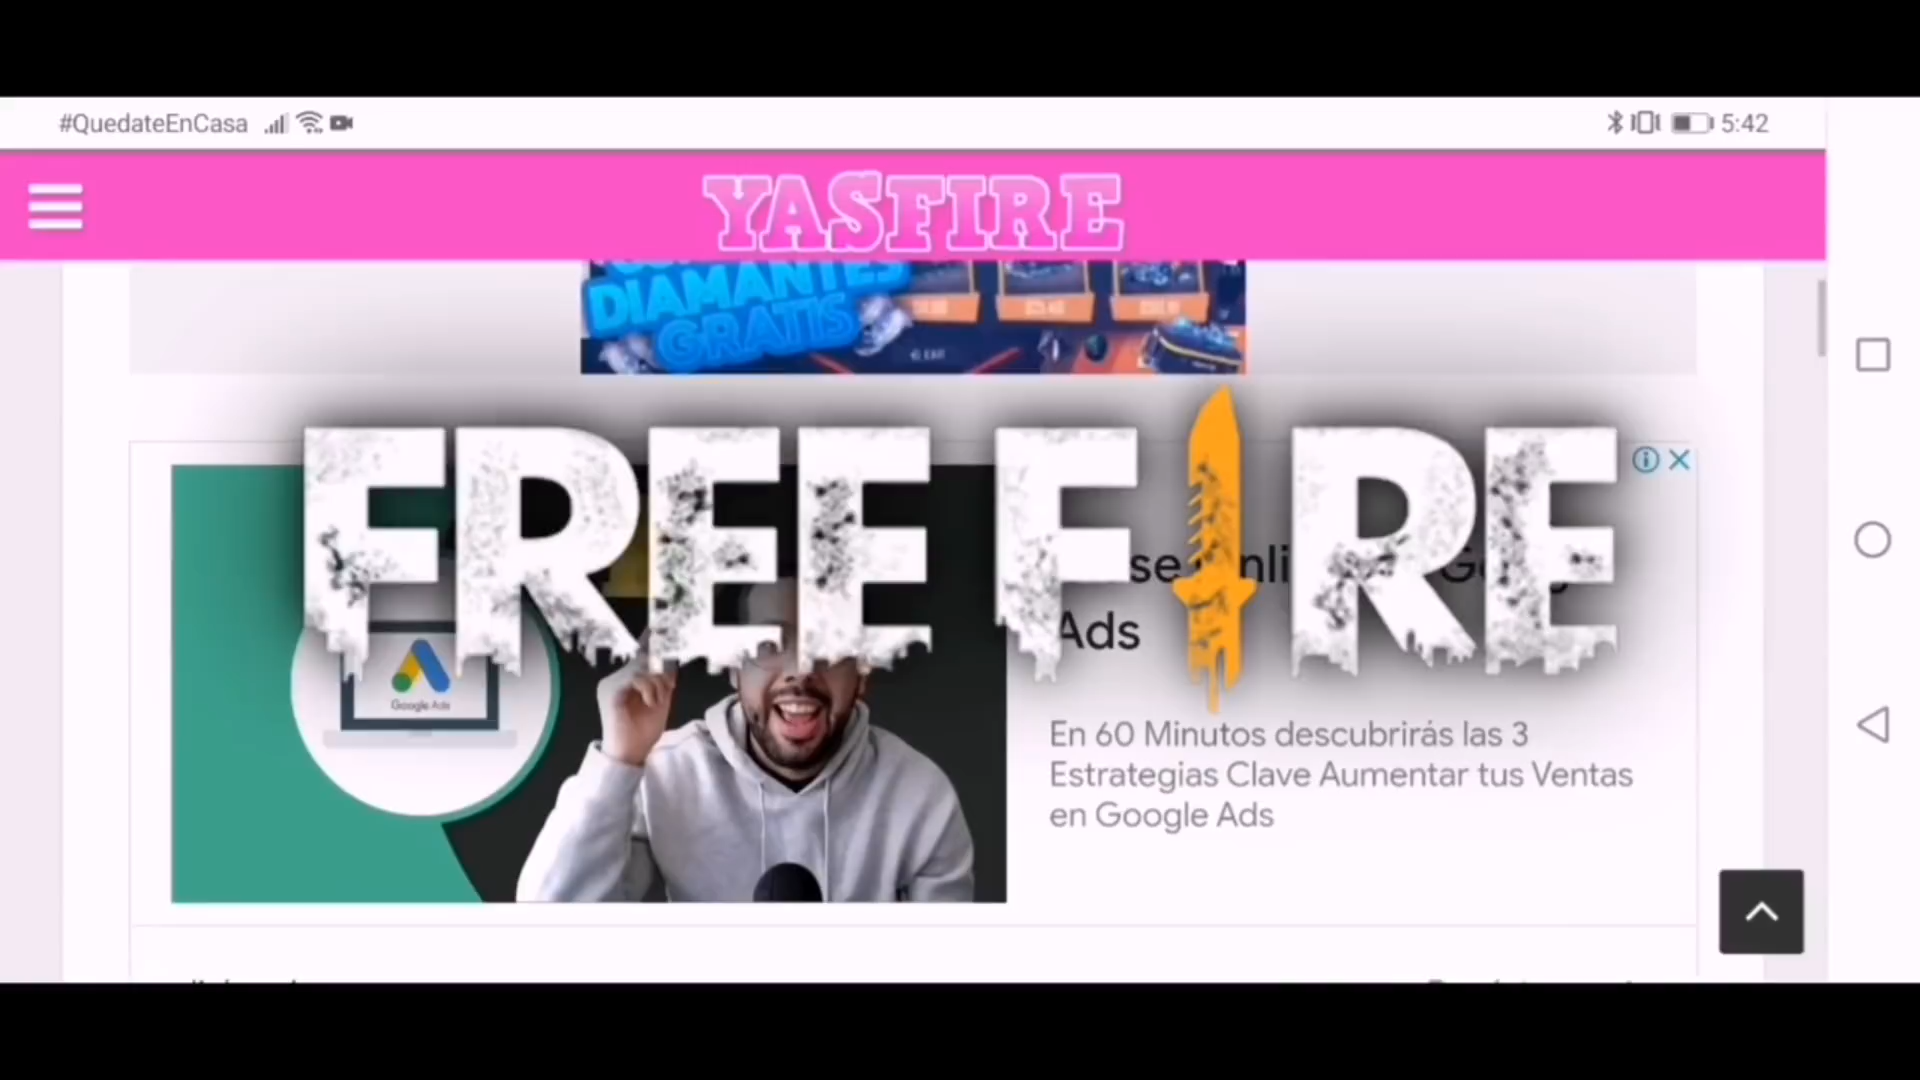 #QuedateEnCasa
5:42
YASFIRE
DIAMANTES
GRATIS
EXIT
FREE FIRE
Ads
Google Ads
En 60 Minutos descubrirás las 3
Estrategias Clave Aumentar tus Ventas
en Google Ads